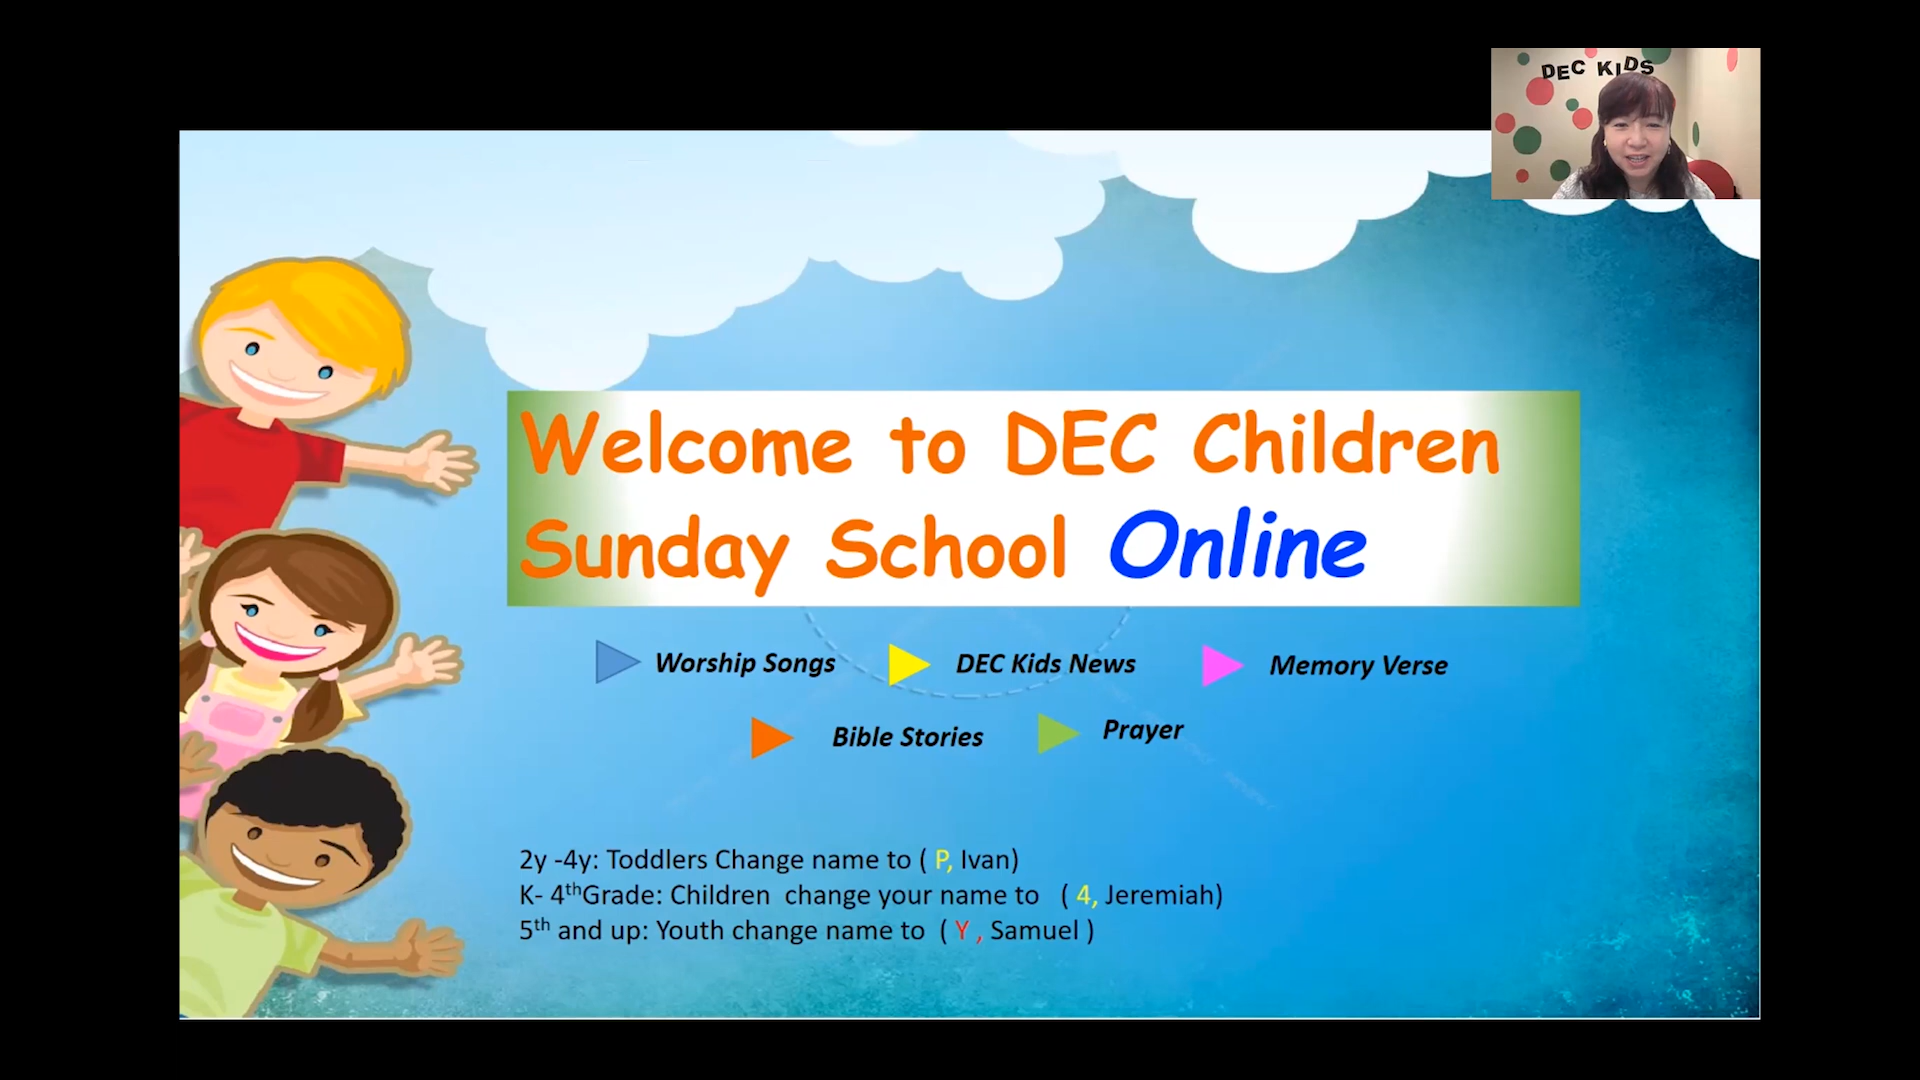 DEC KIDS
Welcome to DEC Children
Sunday School Online
Worship Songs
DEC Kids News
Memory Verse
Bible Stories
Prayer
2y -4y: Toddlers Change name to ( P, Ivan)
K- 4thGrade: Children change your name to ( 4, Jeremiah)
5th and up: Youth change name to ( Y , Samuel )